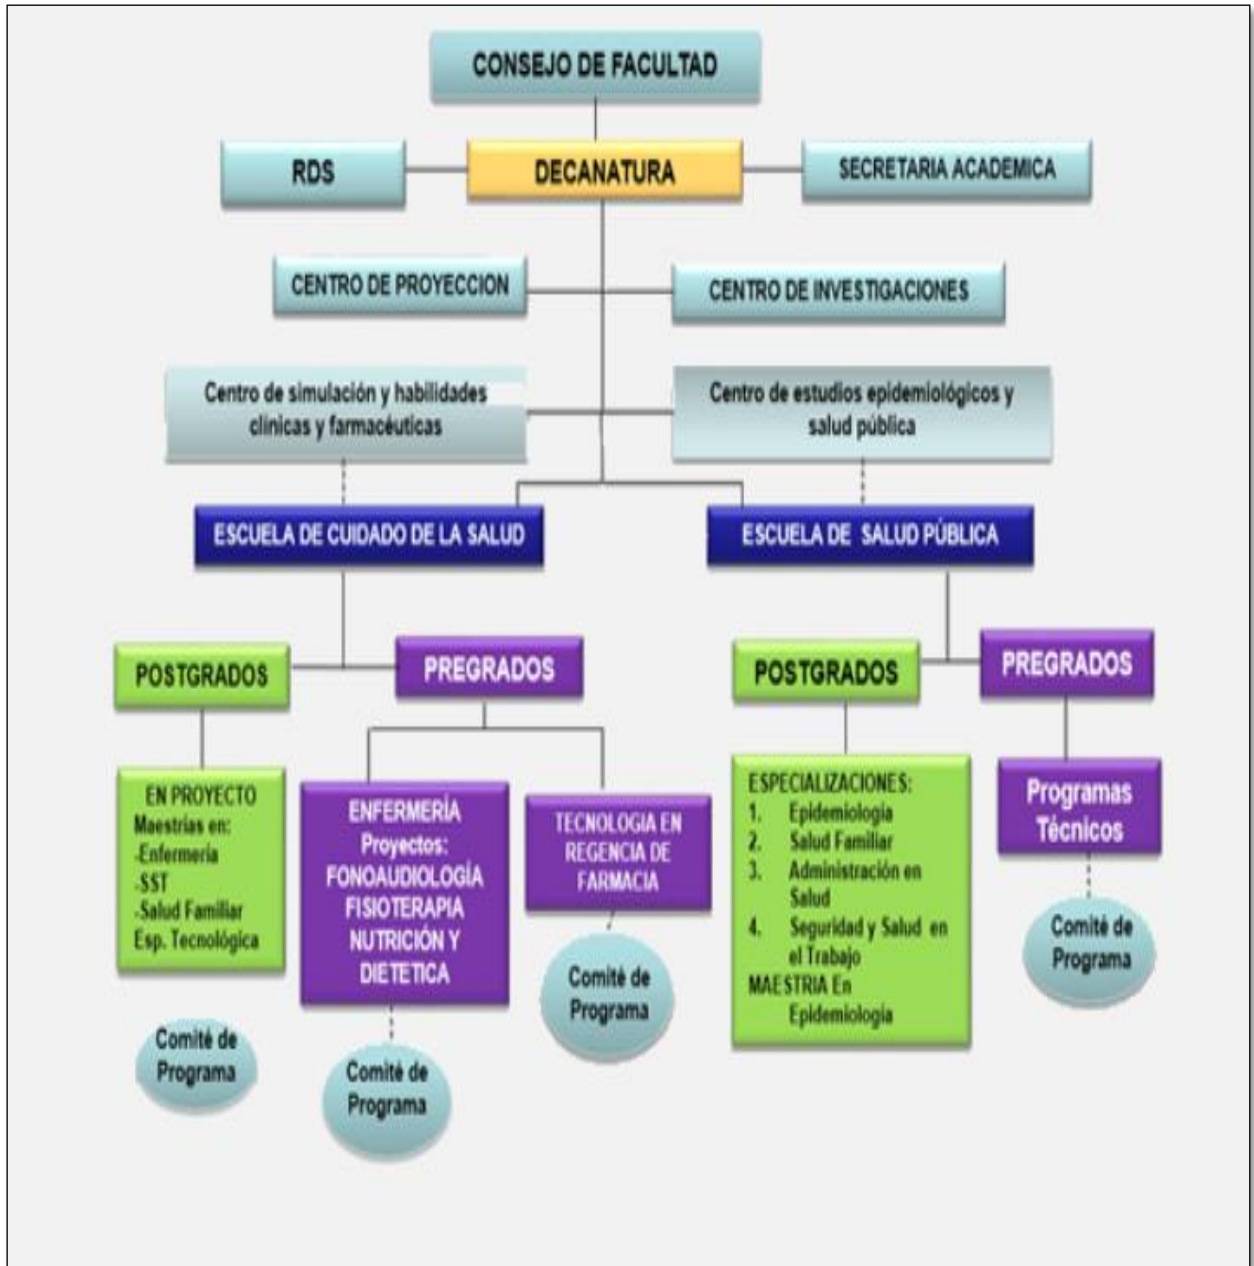 CONSEJO DE FACULTAD
RDS
DECANATURA
SECRETARIA ACADEMICA
CENTRO DE PROYECCION
CENTRO DE INVESTIGACIONES
Centro de simulación y habilidades
clínicas y farmacéuticas
Centro de estudios epidemiológicos y
salud pública
ESCUELA DE CUIDADO DE LA SALUD
ESCUELA DE SALUD PÚBLICA
POSTGRADOS
PREGRADOS
POSTGRADOS
PREGRADOS
EN PROYECTO
Maestrias en:
-Enfermería
-SST
-Salud Familiar
Esp. Tecnológica
ENFERMERÍA
Proyectos:
FONOAUDIOLOGÍA
FISIOTERAPIA
NUTRICIÓN Y
DIETETICA
TECNOLOGIA EN
REGENCIA DE
FARMACIA
ESPECIALIZACIONES:
1. Epidemiología
2. Salud Familiar
3. Administración en
Salud
4. Seguridad y Salud en
el Trabajo
MAESTRIA En
Epidemiología
Programas
Técnicos
Comité de
Programa
Comité de
Programa
Comité de
Programa
Comité de
Programa